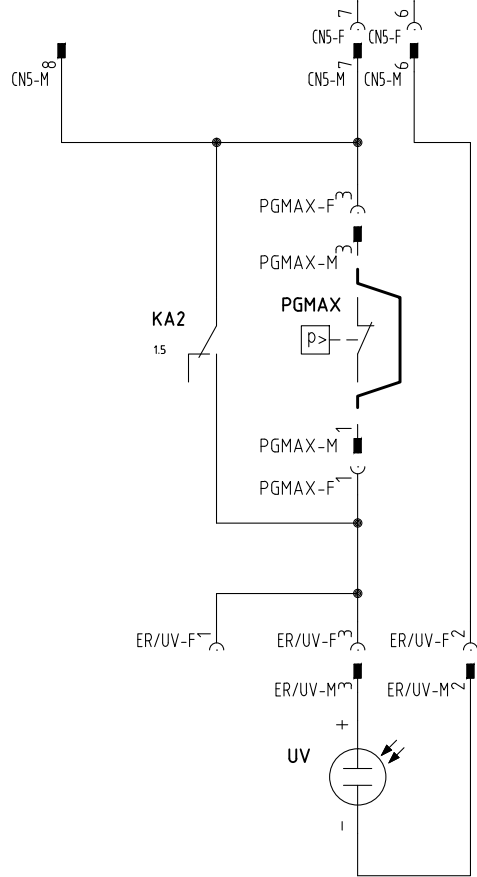 7 6
CN5-F CN5-F
8 7 6
CN5-M CN5-M CN5-M
PGMAX-F 3
PGMAX-M 3
PGMAX
KA2
1.5
p>
PGMAX-M 1
PGMAX-F 1
ER/UV-F 1 ER/UV-F 3 ER/UV-F 2
ER/UV-M 3 ER/UV-M 2
+
UV
-